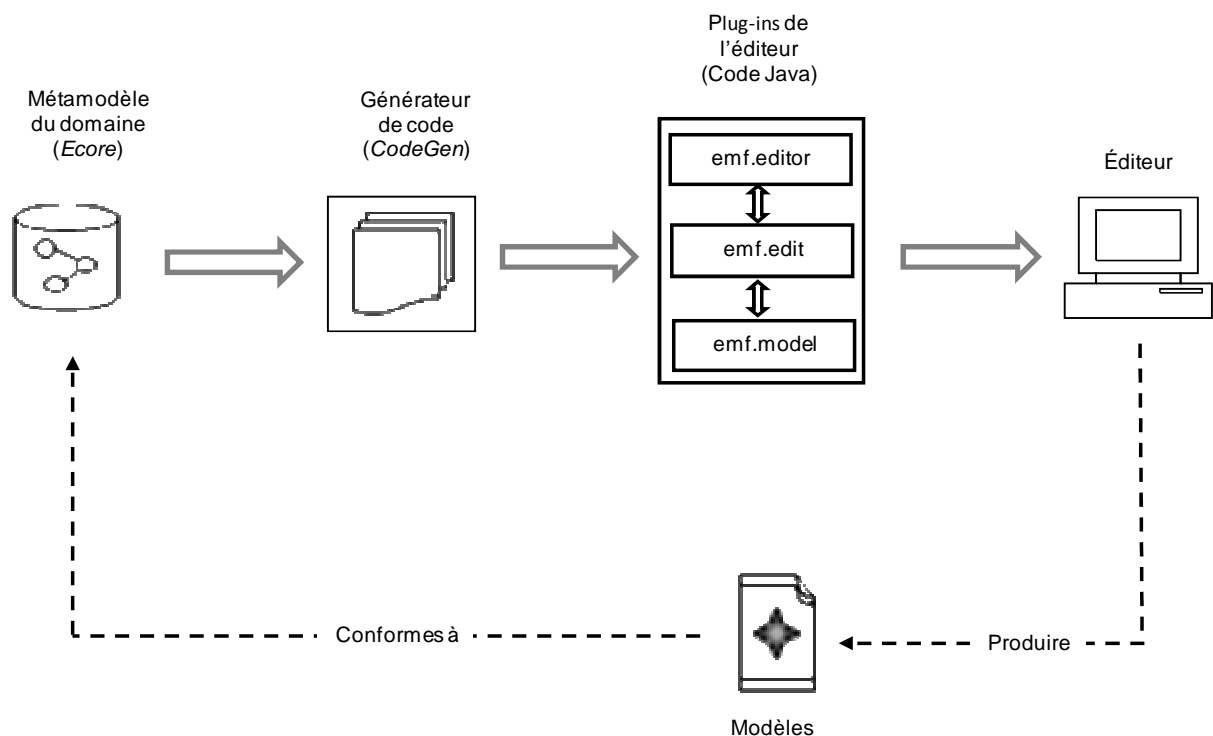 Métamodèle
du domaine
(Ecore)
Générateur
de code
(CodeGen)
Plug-ins de
l'éditeur
(Code Java)
emf.editor
emf.edit
emf.model
Éditeur
Conformes à
Produire
Modèles